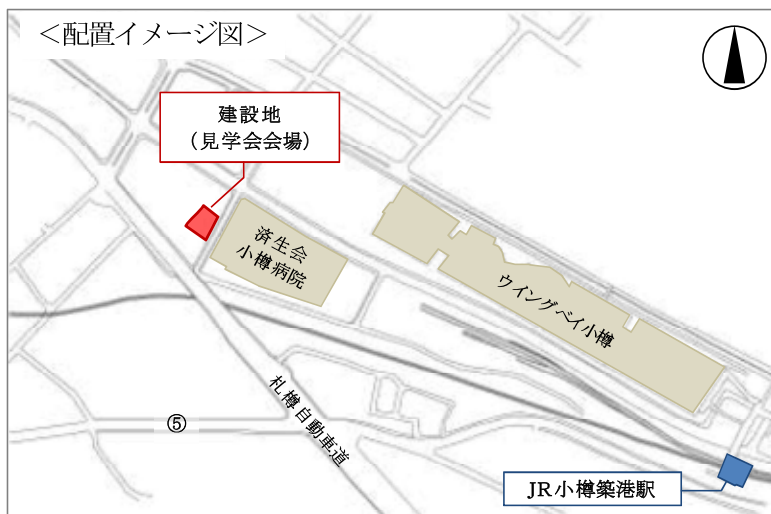 <配置イメージ図>
建設地
(見学会会場)
済生会
小樽病院
ウイングベイ小樽
札樽自動車道
⑤
JR小樽築港駅